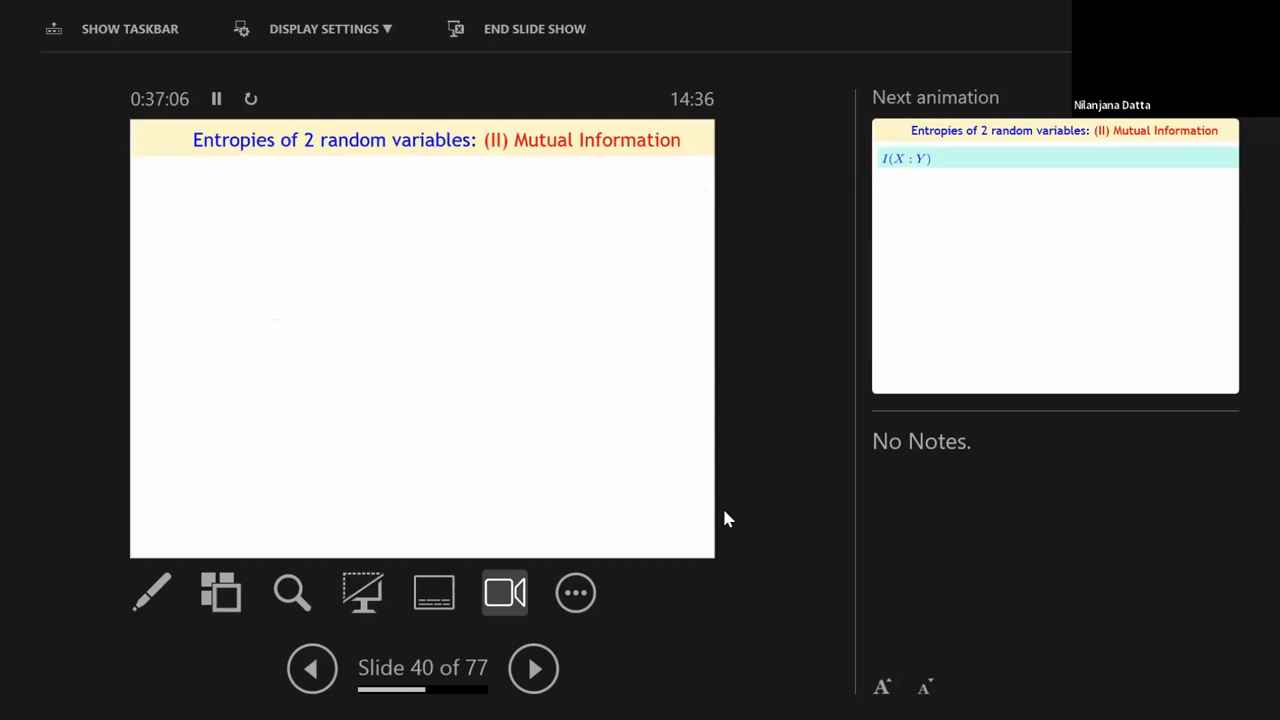 SHOW TASKBAR
DISPLAY SETTINGS ▼
END SLIDE SHOW
0:37:06
14:36
Next animation
Nilanjana Datta
Entropies of 2 random variables: (II) Mutual Information
Entropies of 2 random variables: (II) Mutual Information
I(X : Y)
No Notes.
Slide 40 of 77
A A